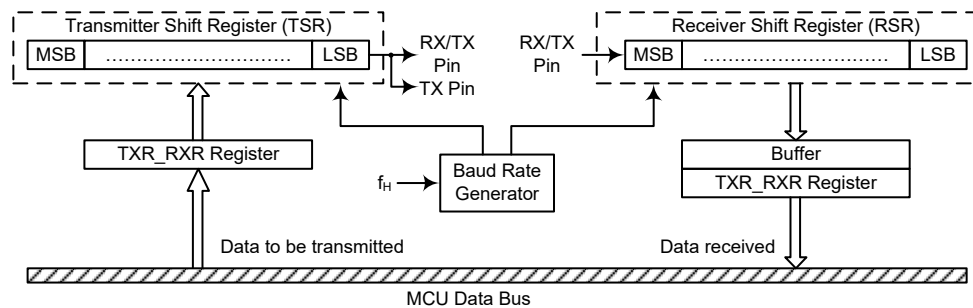 Transmitter Shift Register (TSR)
MSB ………………………… LSB
RX/TX
Pin
TX Pin
RX/TX
Pin
Receiver Shift Register (RSR)
MSB ………………………… LSB
TXR_RXR Register
fH
Baud Rate
Generator
Buffer
TXR_RXR Register
Data to be transmitted
Data received
MCU Data Bus